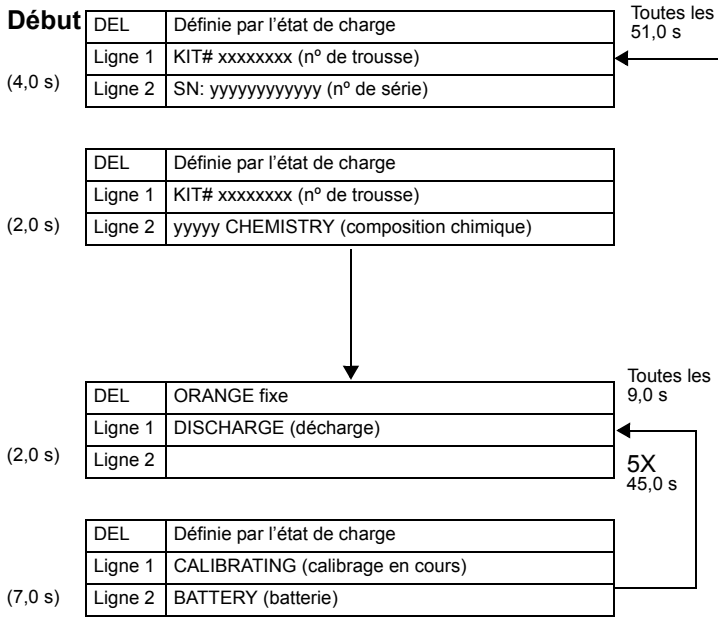 Début
DEL Définie par l'état de charge
Toutes les
51,0 s
Ligne 1 KIT# xxxxxxxx (nº de trousse)
(4,0 s)
Ligne 2 SN: yyyyyyyyyyyy (nº de série)
DEL Définie par l'état de charge
Ligne 1 KIT# xxxxxxxx (nº de trousse)
(2,0 s)
Ligne 2 yyyyy CHEMISTRY (composition chimique)
Toutes les
9,0 s
DEL ORANGE fixe
Ligne 1 DISCHARGE (décharge)
(2,0 s)
Ligne 2
5X
45,0 s
DEL Définie par l'état de charge
Ligne 1 CALIBRATING (calibrage en cours)
(7,0 s)
Ligne 2 BATTERY (batterie)